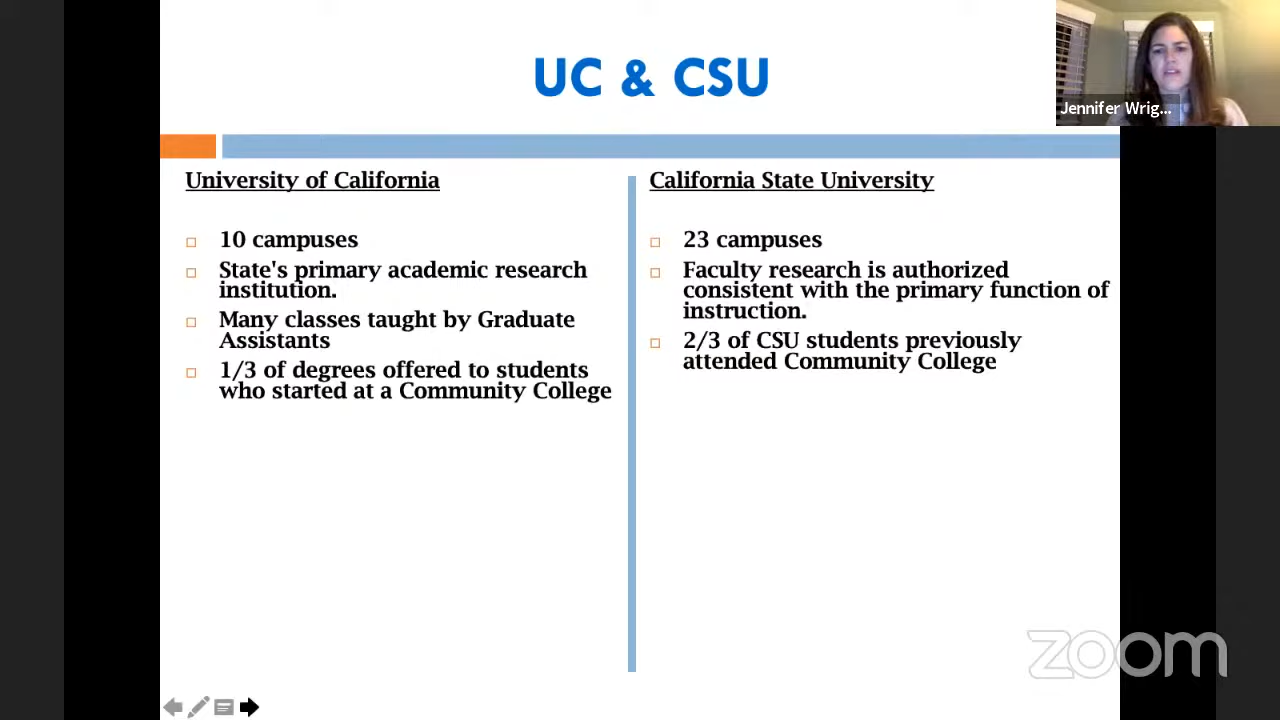 UC & CSU
Jennifer Wrig...
University of California
10 campuses
State's primary academic research
institution.
Many classes taught by Graduate
Assistants
1/3 of degrees offered to students
who started at a Community College
California State University
23 campuses
Faculty research is authorized
consistent with the primary function of
instruction.
2/3 of CSU students previously
attended Community College
zoom